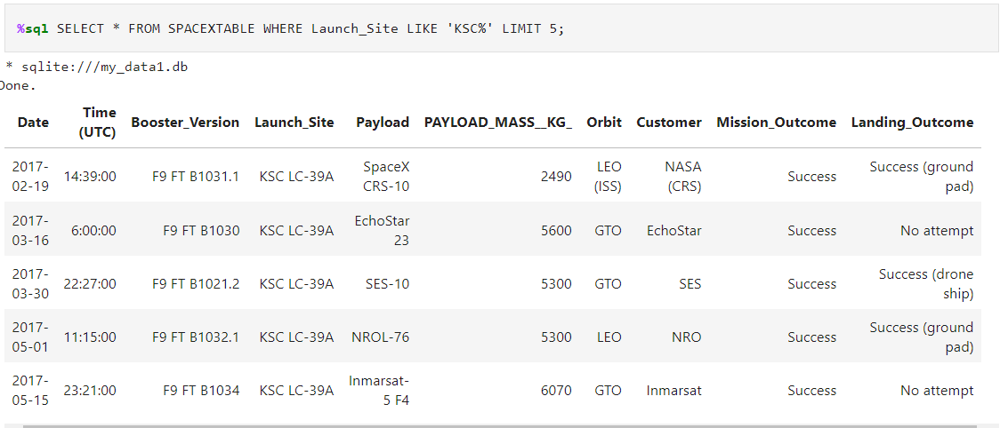 %sql SELECT * FROM SPACEXTABLE WHERE Launch_Site LIKE 'KSC%' LIMIT 5;
* sqlite:///my_data1.db
Done.
Date Time (UTC) Booster_Version Launch_Site Payload PAYLOAD_MASS__KG_ Orbit Customer Mission_Outcome Landing_Outcome
2017-02-19 14:39:00 F9 FT B1031.1 KSC LC-39A SpaceX CRS-10 2490 LEO (ISS) NASA (CRS) Success Success (ground pad)
2017-03-16 6:00:00 F9 FT B1030 KSC LC-39A EchoStar 23 5600 GTO EchoStar Success No attempt
2017-03-30 22:27:00 F9 FT B1021.2 KSC LC-39A SES-10 5300 GTO SES Success Success (drone ship)
2017-05-01 11:15:00 F9 FT B1032.1 KSC LC-39A NROL-76 5300 LEO NRO Success Success (ground pad)
2017-05-15 23:21:00 F9 FT B1034 KSC LC-39A Inmarsat-5 F4 6070 GTO Inmarsat Success No attempt